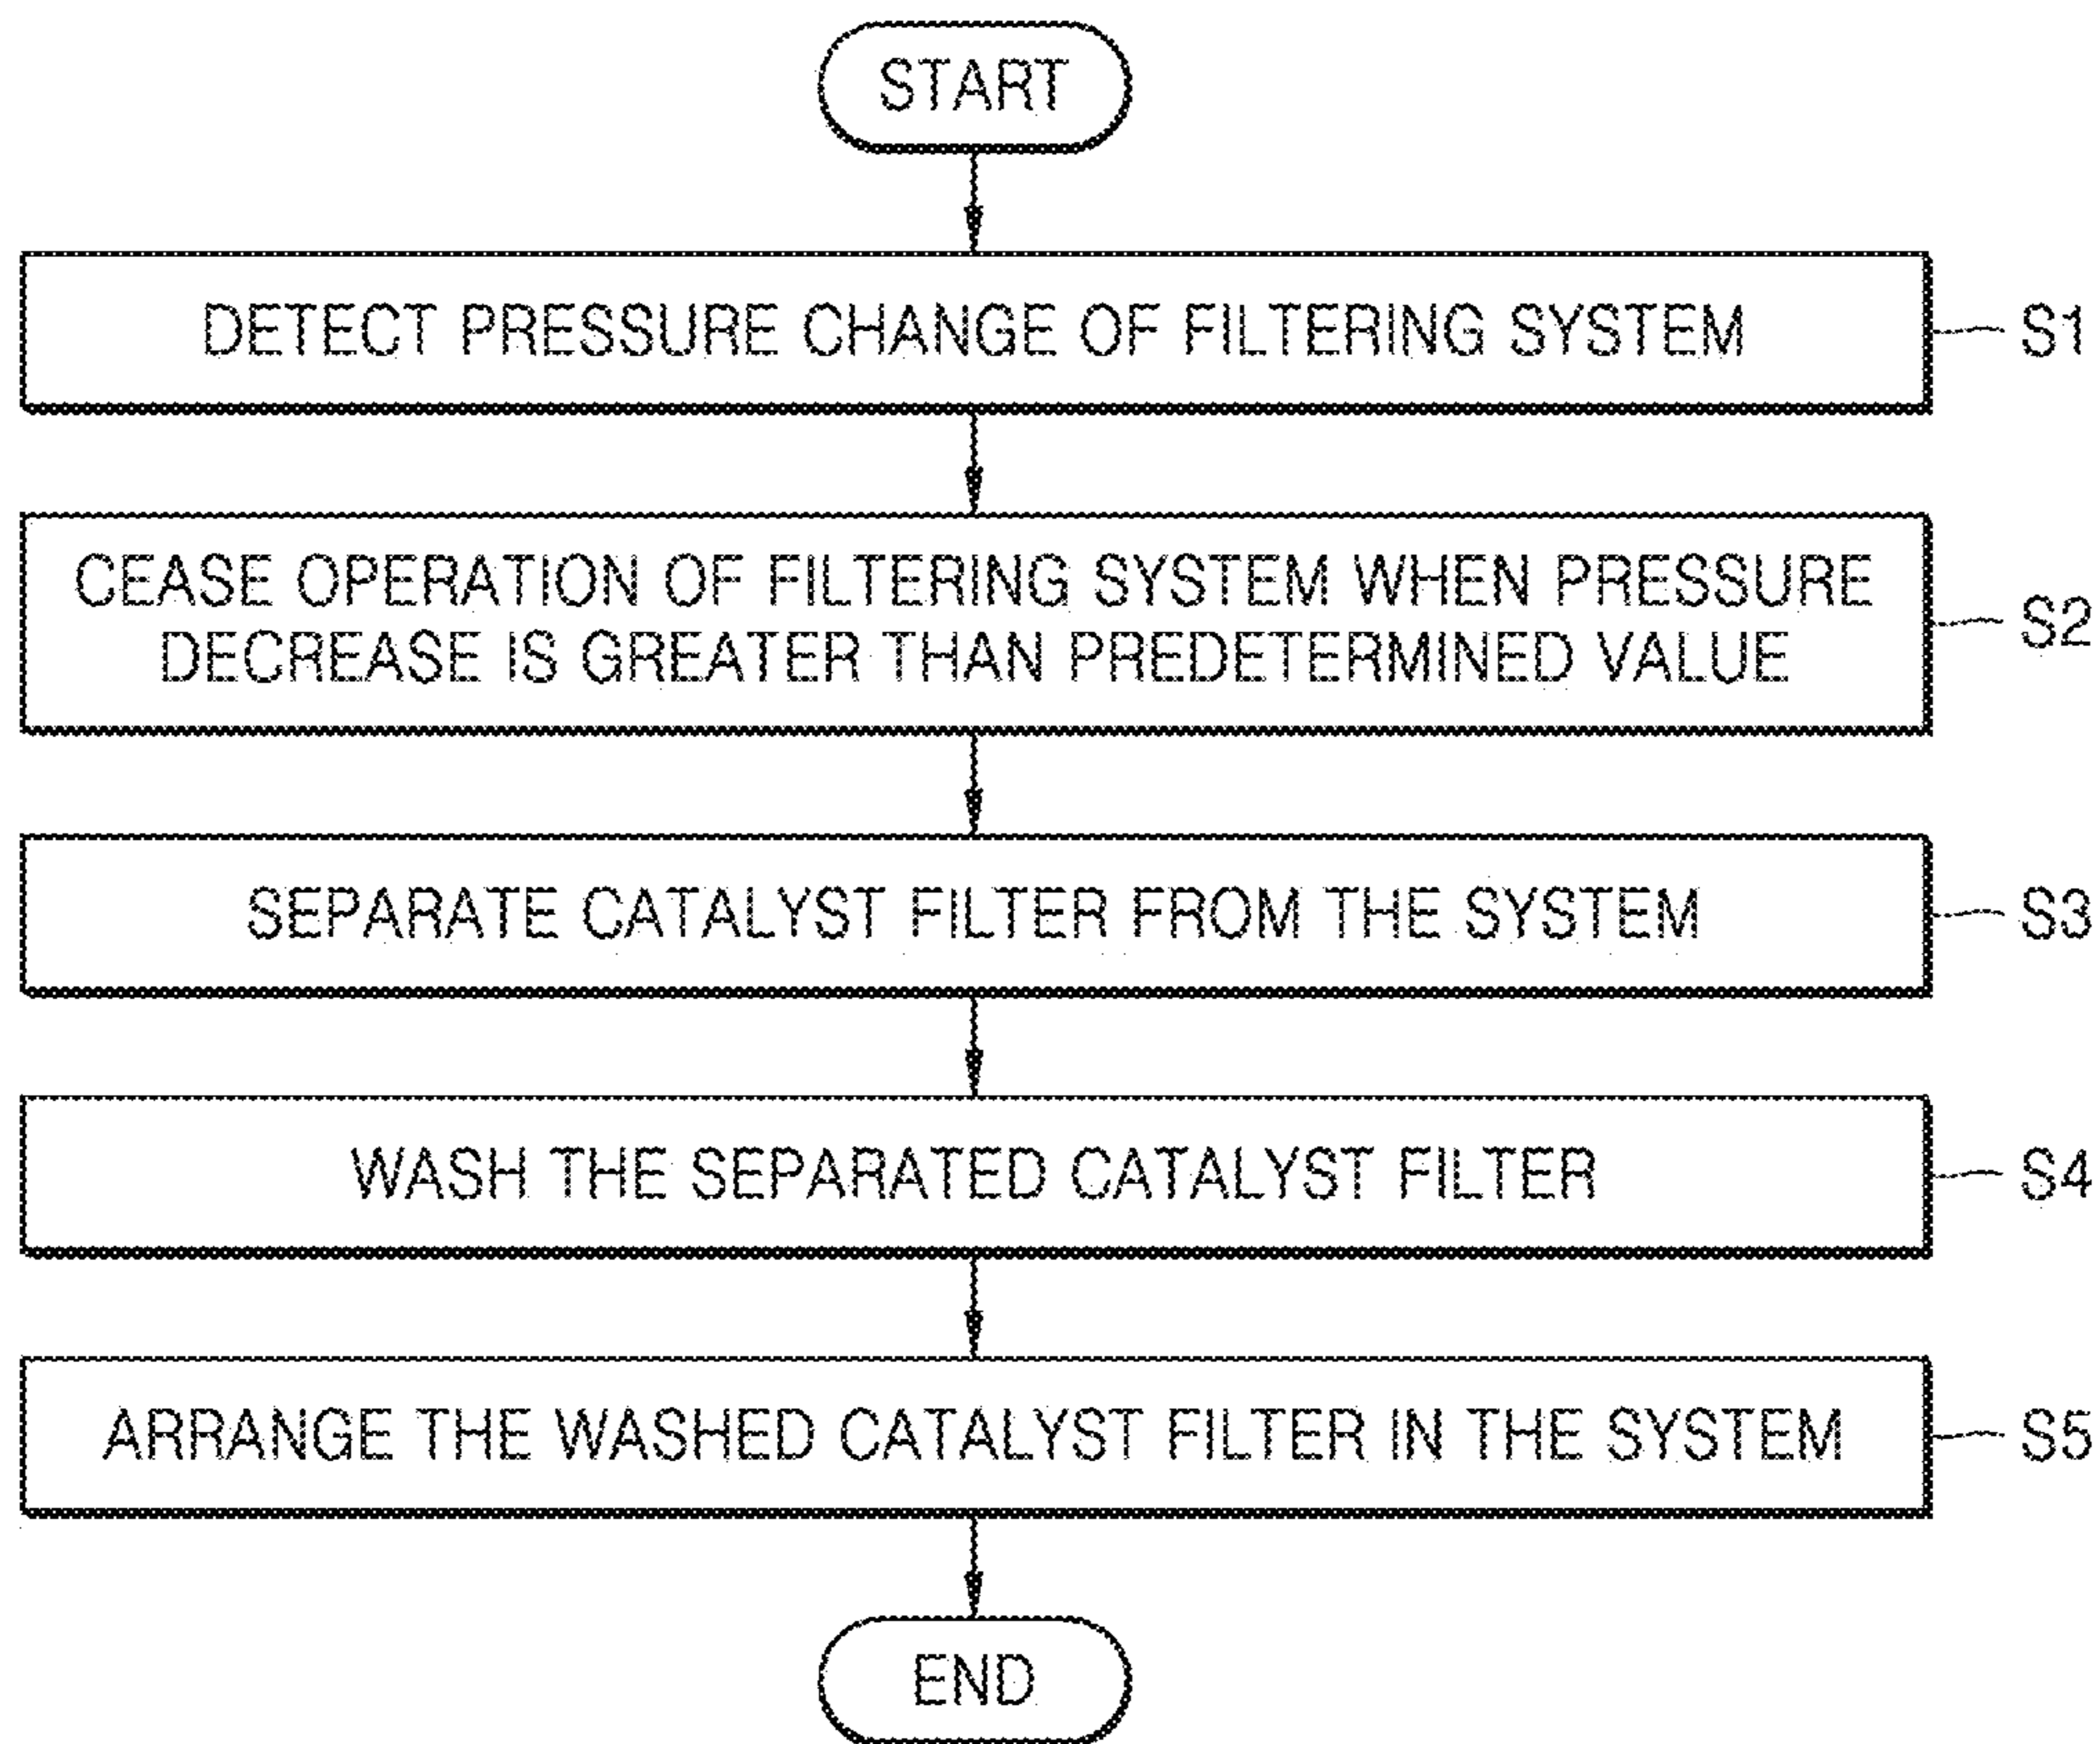 START
DETECT PRESSURE CHANGE OF FILTERING SYSTEM
S1
CEASE OPERATION OF FILTERING SYSTEM WHEN PRESSURE
DECREASE IS GREATER THAN PREDETERMINED VALUE
S2
SEPARATE CATALYST FILTER FROM THE SYSTEM
S3
WASH THE SEPARATED CATALYST FILTER
S4
ARRANGE THE WASHED CATALYST FILTER IN THE SYSTEM
S5
END